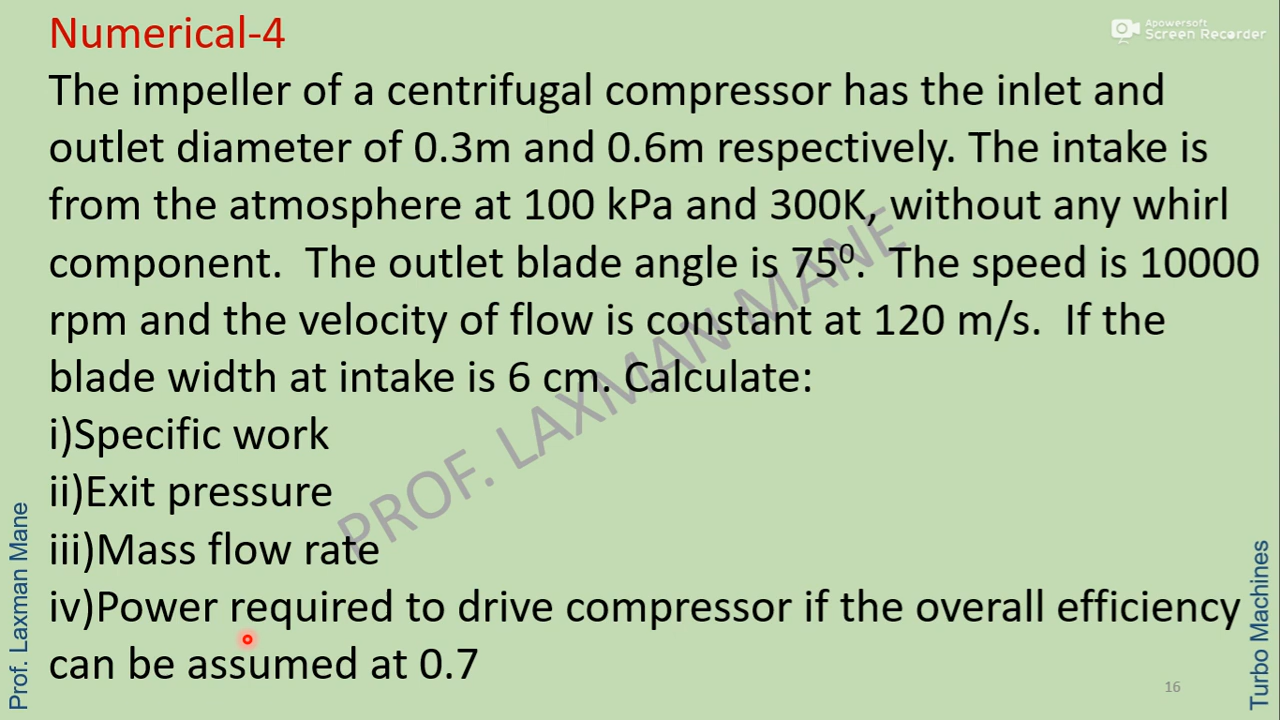 Numerical-4
Apowersoft
Screen Recorder
The impeller of a centrifugal compressor has the inlet and
outlet diameter of 0.3m and 0.6m respectively. The intake is
from the atmosphere at 100 kPa and 300K, without any whirl
component.  The outlet blade angle is 75⁰.  The speed is 10000
rpm and the velocity of flow is constant at 120 m/s.  If the
blade width at intake is 6 cm. Calculate:
i)Specific work
ii)Exit pressure
iii)Mass flow rate
iv)Power required to drive compressor if the overall efficiency
can be assumed at 0.7
PROF. LAXMAN MANE
Prof. Laxman Mane
Turbo Machines
16